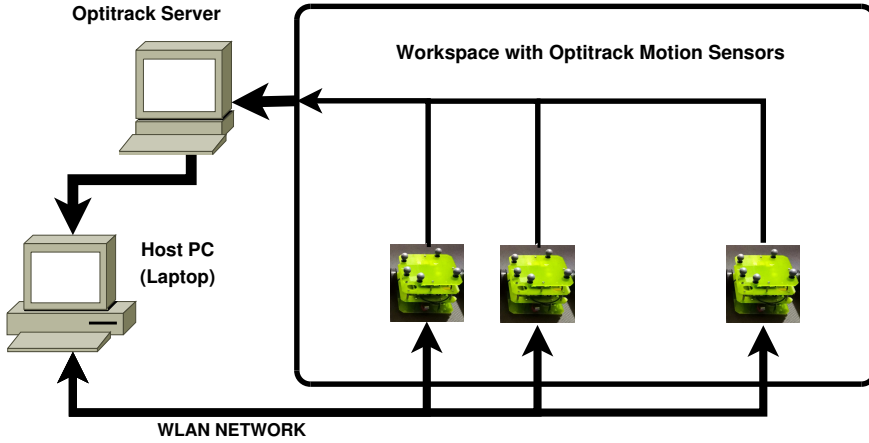 Optitrack Server
Workspace with Optitrack Motion Sensors
Host PC
(Laptop)
WLAN NETWORK